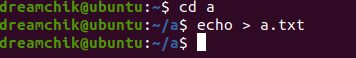 dreamchik@ubuntu:~$ cd a
dreamchik@ubuntu:~/a$ echo > a.txt
dreamchik@ubuntu:~/a$